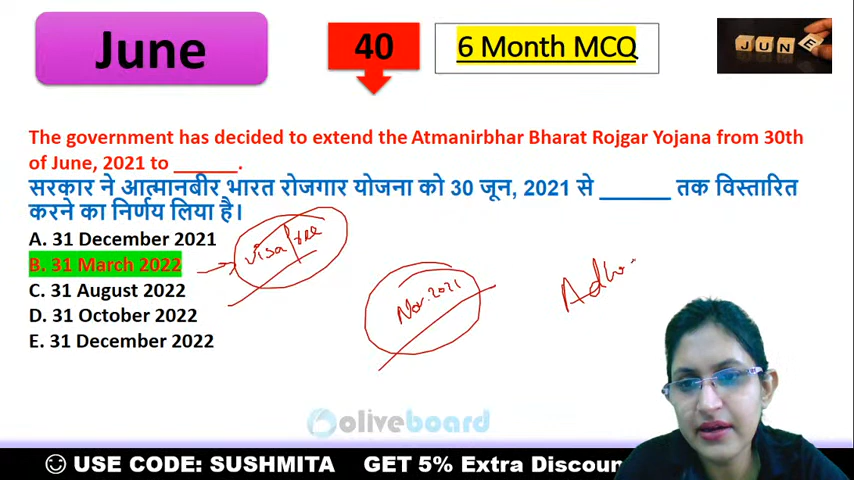 June
40
6 Month MCQ
JUNE
The government has decided to extend the Atmanirbhar Bharat Rojgar Yojana from 30th
of June, 2021 to ______.
सरकार ने आत्मानबीर भारत रोजगार योजना को 30 जून, 2021 से ______ तक विस्तारित
करने का निर्णय लिया है।
A. 31 December 2021
B. 31 March 2022
C. 31 August 2022
D. 31 October 2022
E. 31 December 2022
visa free
Nov. 2021
oliveboard
USE CODE: SUSHMITA GET 5% Extra Discoun